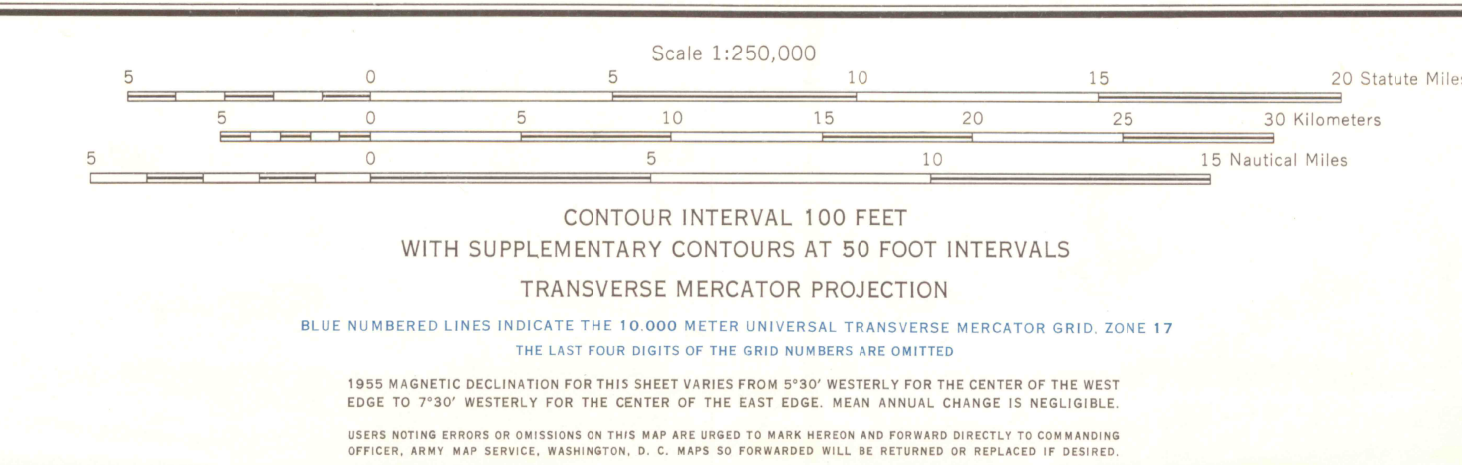 Scale 1:250,000
5 0 5 10 15 20 Statute Miles
5 0 5 10 15 20 25 30 Kilometers
5 0 5 10 15 Nautical Miles
CONTOUR INTERVAL 100 FEET
WITH SUPPLEMENTARY CONTOURS AT 50 FOOT INTERVALS
TRANSVERSE MERCATOR PROJECTION
BLUE NUMBERED LINES INDICATE THE 10.000 METER UNIVERSAL TRANSVERSE MERCATOR GRID. ZONE 17
THE LAST FOUR DIGITS OF THE GRID NUMBERS ARE OMITTED
1955 MAGNETIC DECLINATION FOR THIS SHEET VARIES FROM 5°30′ WESTERLY FOR THE CENTER OF THE WEST
EDGE TO 7°30′ WESTERLY FOR THE CENTER OF THE EAST EDGE. MEAN ANNUAL CHANGE IS NEGLIGIBLE.
USERS NOTING ERRORS OR OMISSIONS ON THIS MAP ARE URGED TO MARK HEREON AND FORWARD DIRECTLY TO COMMANDING
OFFICER, ARMY MAP SERVICE, WASHINGTON, D. C. MAPS SO FORWARDED WILL BE RETURNED OR REPLACED IF DESIRED.